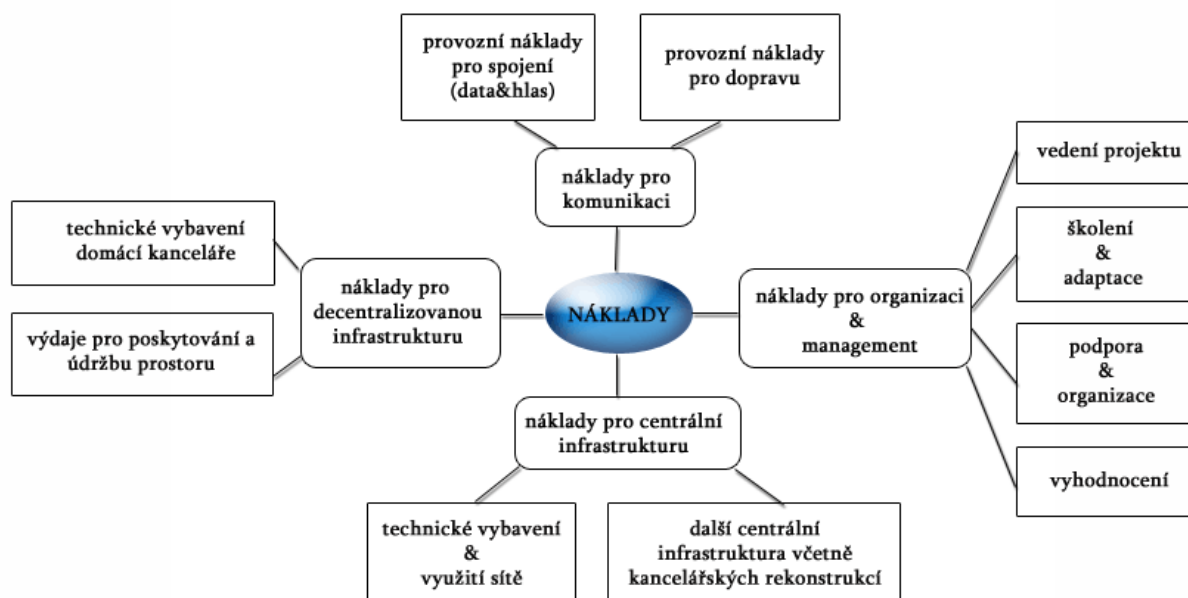 provozní náklady
pro spojení
(data&hlas)
provozní náklady
pro dopravu
náklady pro
komunikaci
vedení projektu
školení
&
adaptace
technické vybavení
domácí kanceláře
náklady pro
decentralizovanou
infrastrukturu
NÁKLADY
náklady pro organizaci
&
management
výdaje pro poskytování a
údržbu prostoru
podpora
&
organizace
náklady pro centrální
infrastrukturu
vyhodnocení
technické vybavení
&
využití sítě
další centrální
infrastruktura včetně
kancelářských rekonstrukcí